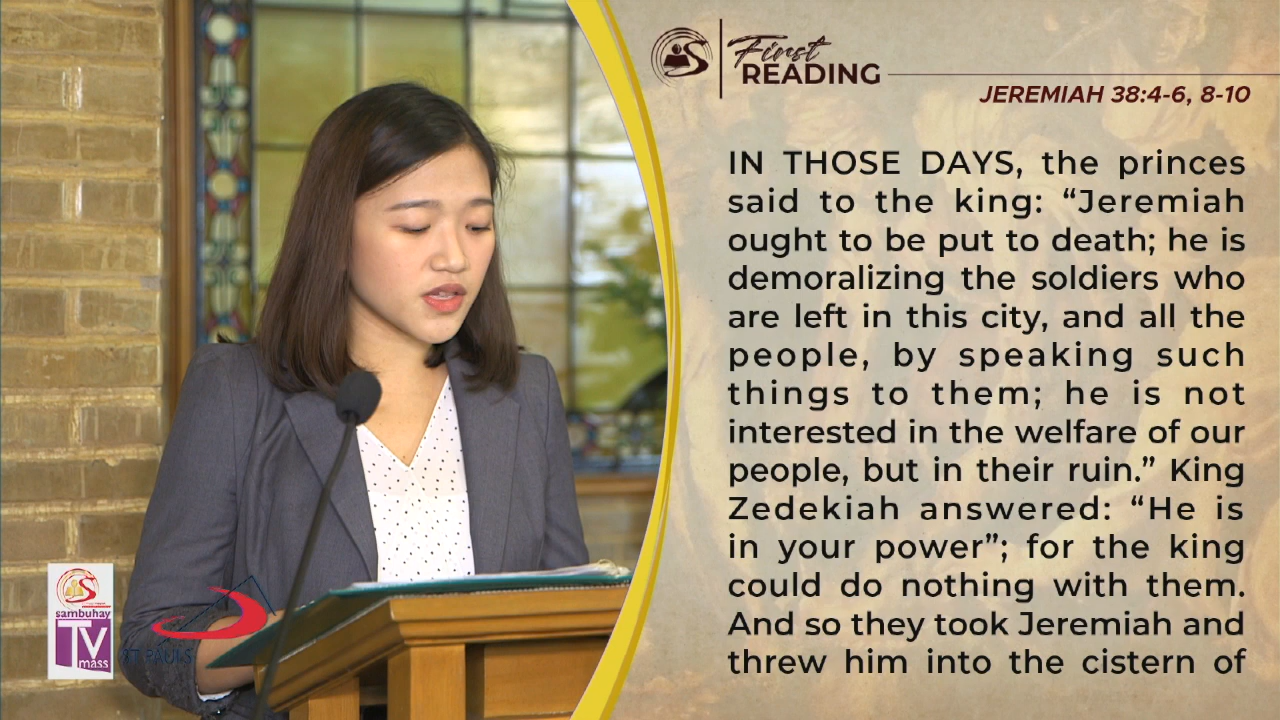 First
READING
JEREMIAH 38:4-6, 8-10
IN THOSE DAYS, the princes
said to the king: “Jeremiah
ought to be put to death; he is
demoralizing the soldiers who
are left in this city, and all the
people, by speaking such
things to them; he is not
interested in the welfare of our
people, but in their ruin.” King
Zedekiah answered: “He is
in your power”; for the king
could do nothing with them.
And so they took Jeremiah and
threw him into the cistern of
sambuhay
TV
mass
ST PAULS